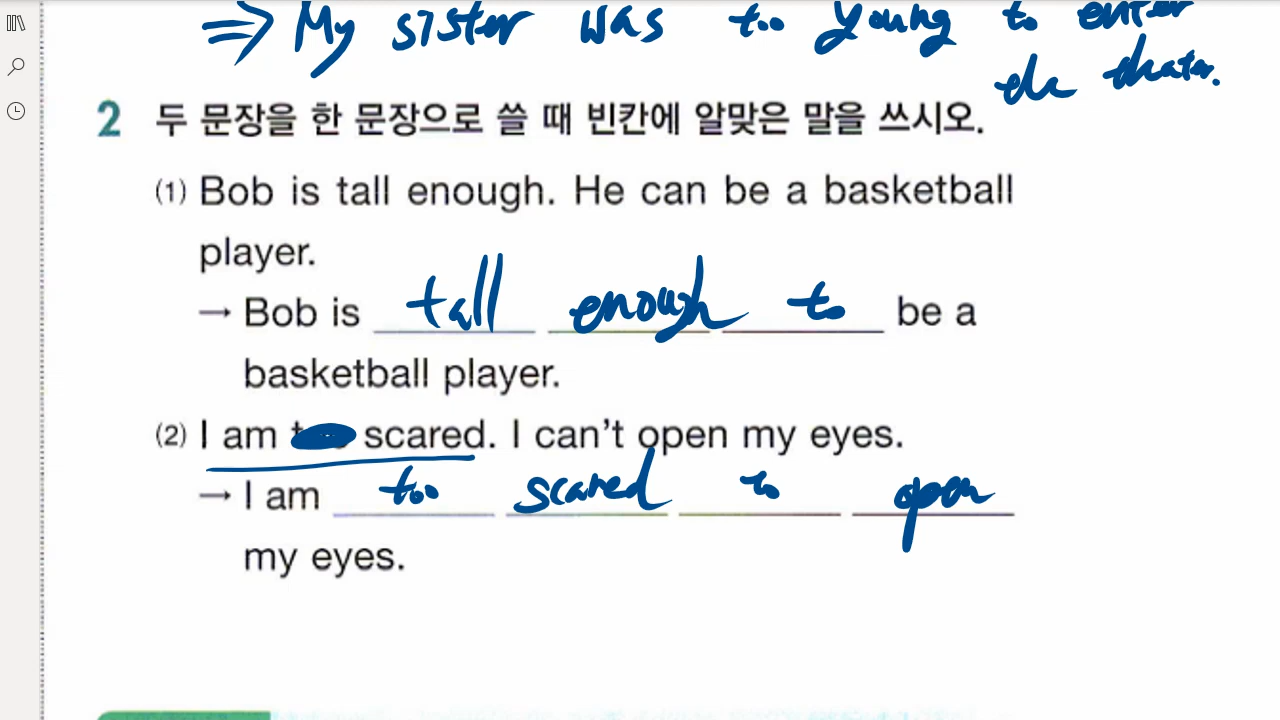 ⇒ My sister was too young to enter
the theater.
2 두 문장을 한 문장으로 쓸 때 빈칸에 알맞은 말을 쓰시오.
(1) Bob is tall enough. He can be a basketball
player.
→ Bob is tall enough to be a
basketball player.
(2) I am scared. I can't open my eyes.
→ I am too scared to open
my eyes.